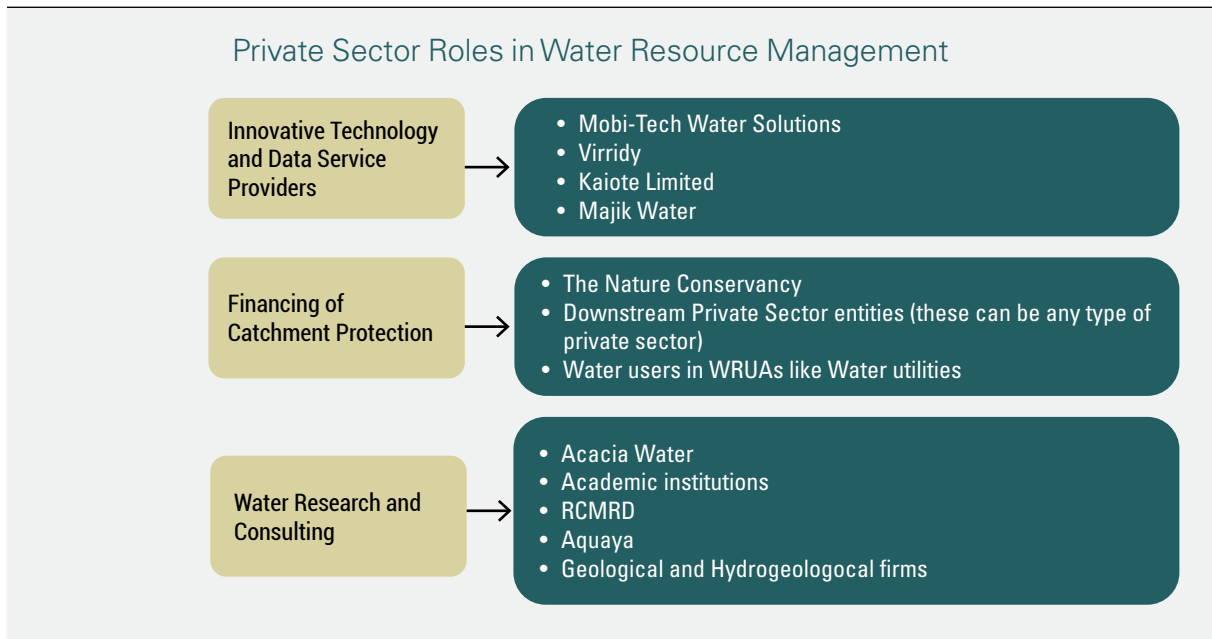 Private Sector Roles in Water Resource Management
Innovative Technology
and Data Service
Providers
• Mobi-Tech Water Solutions
• Virridy
• Kaiote Limited
• Majik Water
Financing of
Catchment Protection
• The Nature Conservancy
• Downstream Private Sector entities (these can be any type of
private sector)
• Water users in WRUAs like Water utilities
Water Research and
Consulting
• Acacia Water
• Academic institutions
• RCMRD
• Aquaya
• Geological and Hydrogeologocal firms